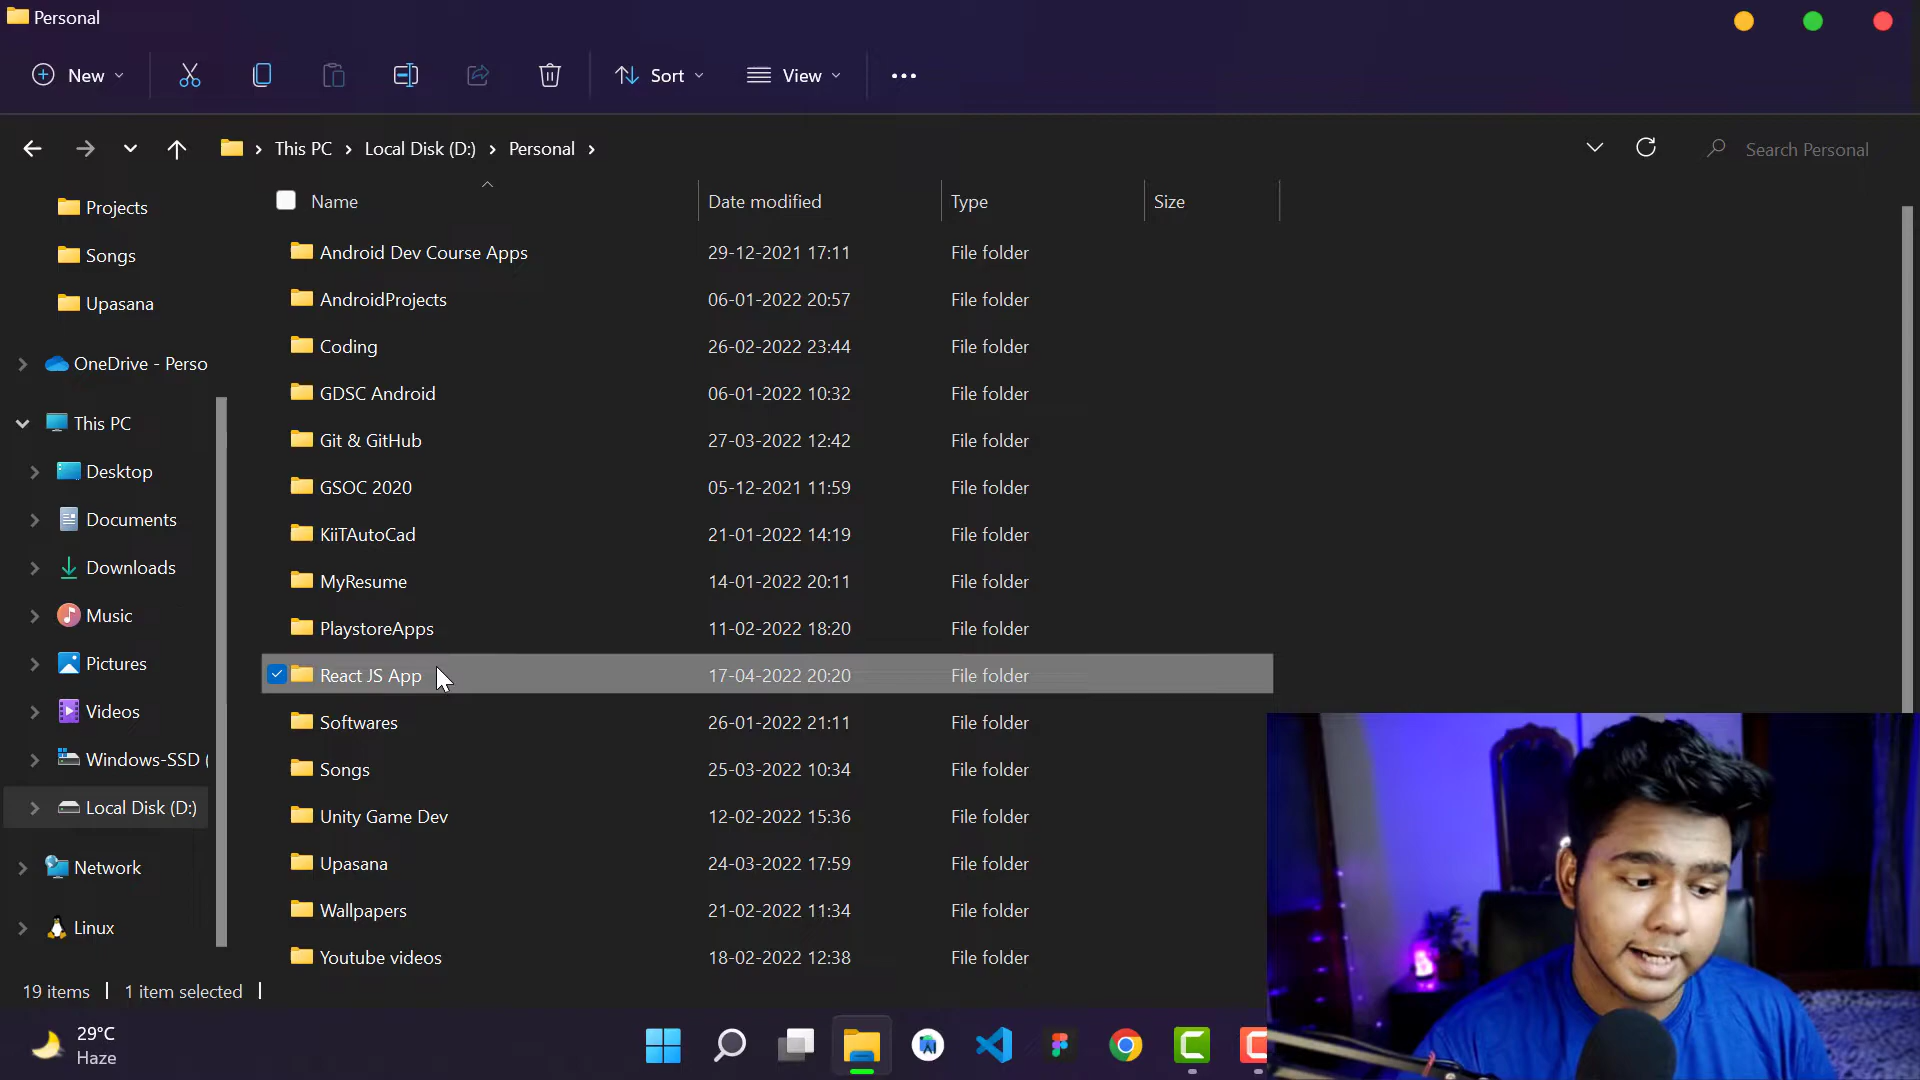 Personal
New
Sort
View
This PC
Local Disk (D:)
Personal
Search Personal
Name
Date modified
Type
Size
Projects
Songs
Upasana
OneDrive - Perso
This PC
Desktop
Documents
Downloads
Music
Pictures
Videos
Windows-SSD (
Local Disk (D:)
Network
Linux
Android Dev Course Apps 29-12-2021 17:11 File folder
AndroidProjects 06-01-2022 20:57 File folder
Coding 26-02-2022 23:44 File folder
GDSC Android 06-01-2022 10:32 File folder
Git & GitHub 27-03-2022 12:42 File folder
GSOC 2020 05-12-2021 11:59 File folder
KiiTAutoCad 21-01-2022 14:19 File folder
MyResume 14-01-2022 20:11 File folder
PlaystoreApps 11-02-2022 18:20 File folder
React JS App 17-04-2022 20:20 File folder
Softwares 26-01-2022 21:11 File folder
Songs 25-03-2022 10:34 File folder
Unity Game Dev 12-02-2022 15:36 File folder
Upasana 24-03-2022 17:59 File folder
Wallpapers 21-02-2022 11:34 File folder
Youtube videos 18-02-2022 12:38 File folder
19 items 1 item selected
29°C
Haze